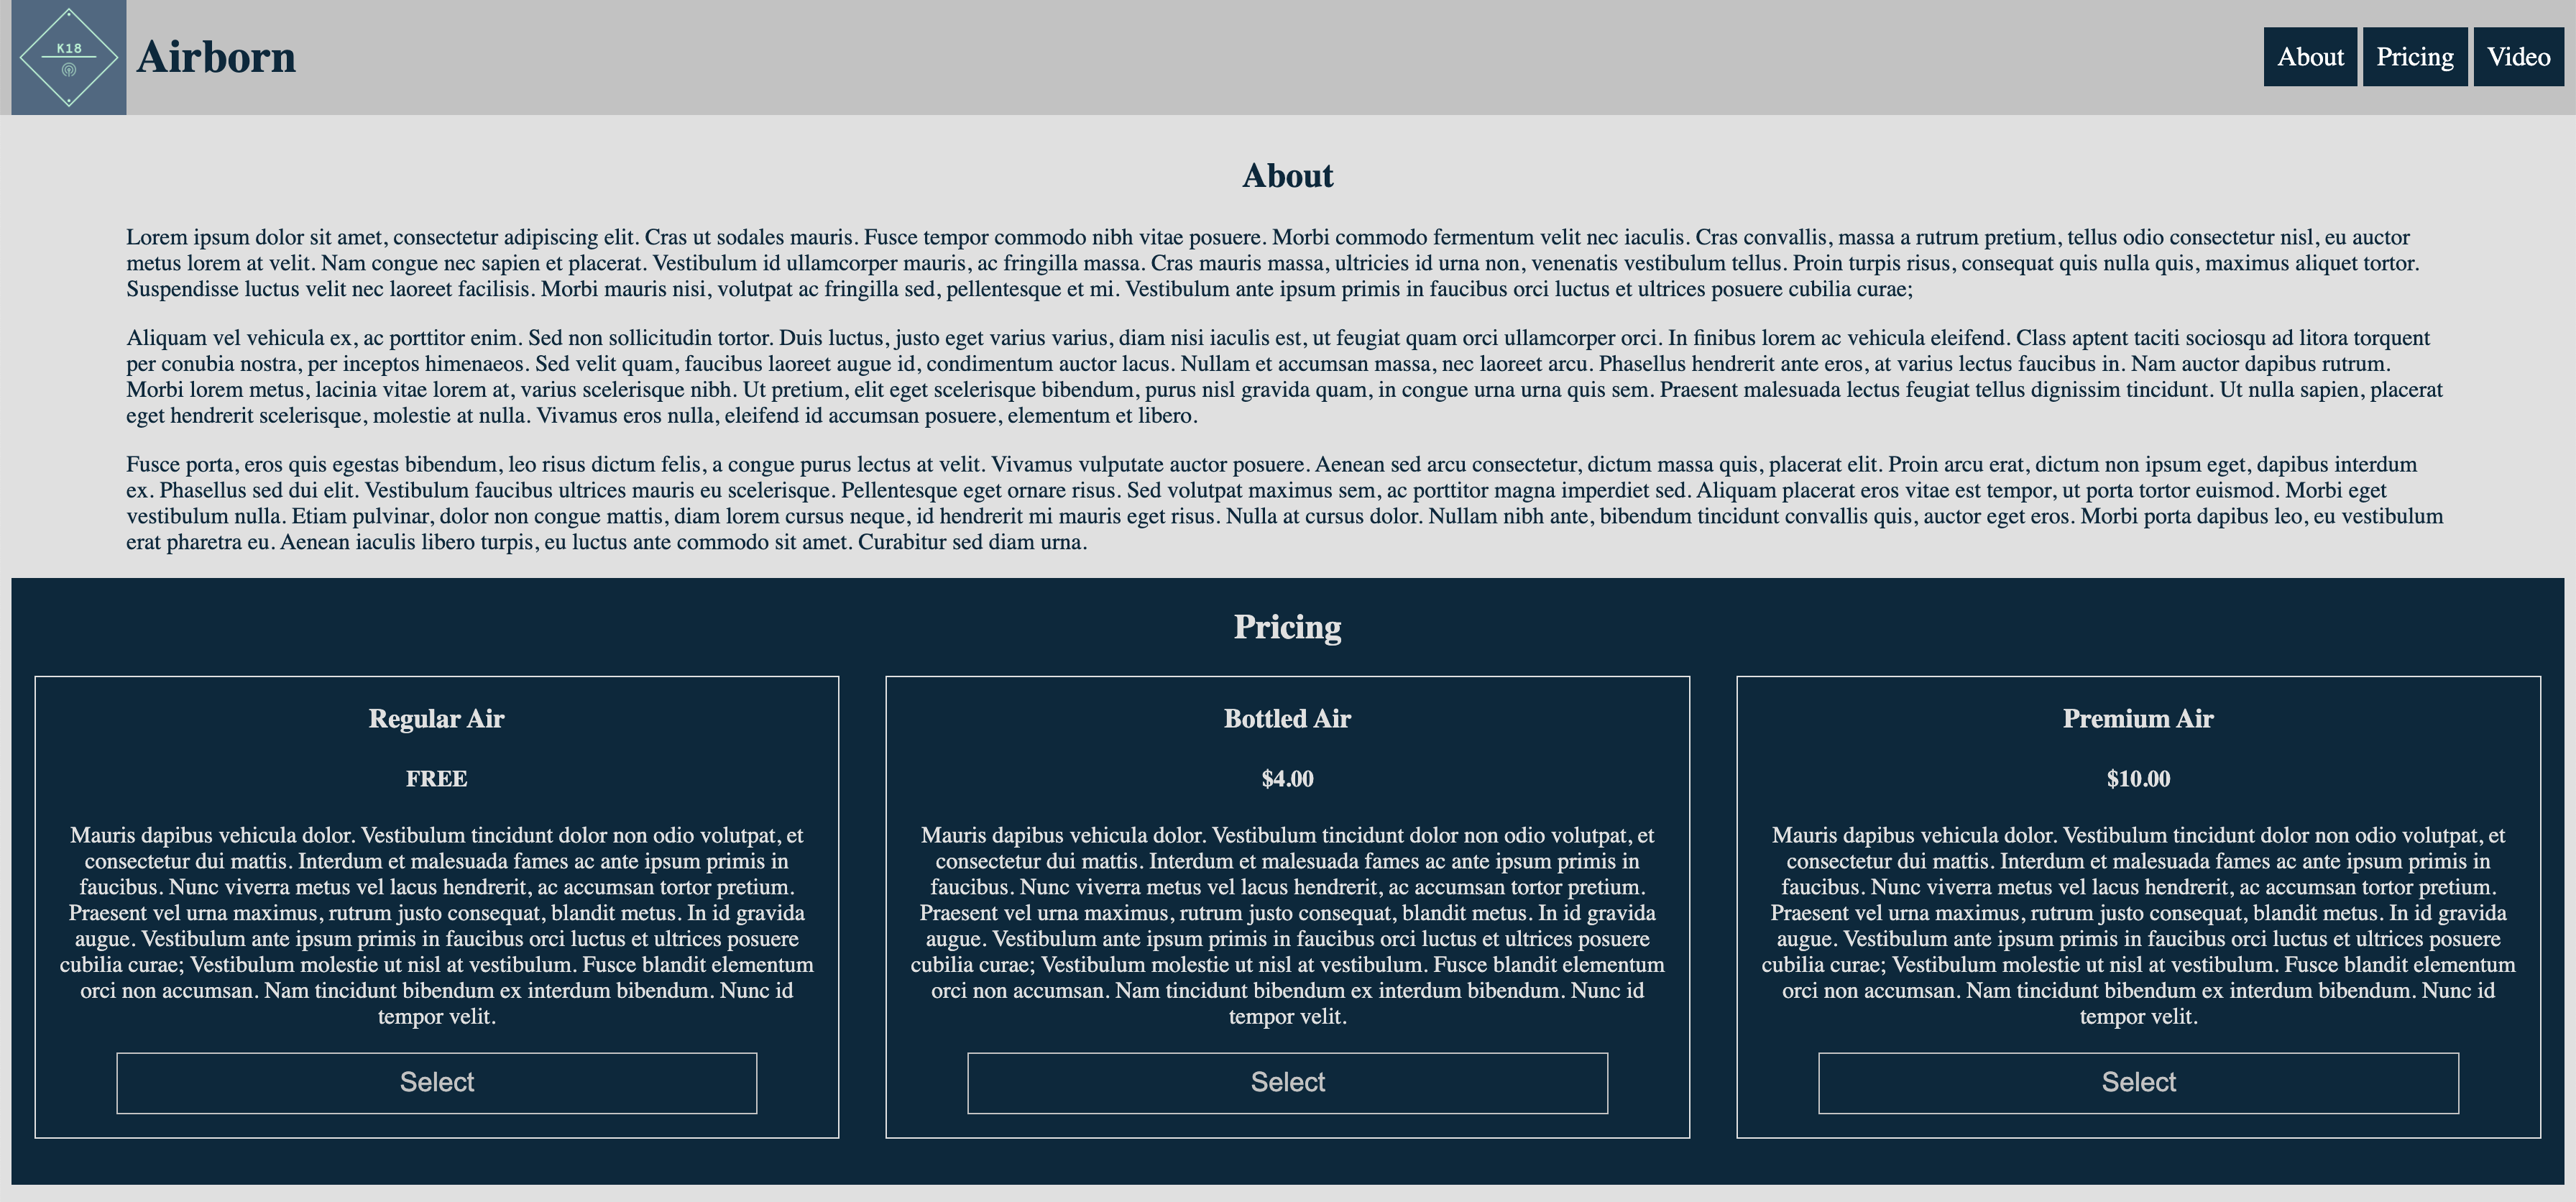 K18
Airborn
About
Pricing
Video
About
Lorem ipsum dolor sit amet, consectetur adipiscing elit. Cras ut sodales mauris. Fusce tempor commodo nibh vitae posuere. Morbi commodo fermentum velit nec iaculis. Cras convallis, massa a rutrum pretium, tellus odio consectetur nisl, eu auctor
metus lorem at velit. Nam congue nec sapien et placerat. Vestibulum id ullamcorper mauris, ac fringilla massa. Cras mauris massa, ultricies id urna non, venenatis vestibulum tellus. Proin turpis risus, consequat quis nulla quis, maximus aliquet tortor.
Suspendisse luctus velit nec laoreet facilisis. Morbi mauris nisi, volutpat ac fringilla sed, pellentesque et mi. Vestibulum ante ipsum primis in faucibus orci luctus et ultrices posuere cubilia curae;
Aliquam vel vehicula ex, ac porttitor enim. Sed non sollicitudin tortor. Duis luctus, justo eget varius varius, diam nisi iaculis est, ut feugiat quam orci ullamcorper orci. In finibus lorem ac vehicula eleifend. Class aptent taciti sociosqu ad litora torquent
per conubia nostra, per inceptos himenaeos. Sed velit quam, faucibus laoreet augue id, condimentum auctor lacus. Nullam et accumsan massa, nec laoreet arcu. Phasellus hendrerit ante eros, at varius lectus faucibus in. Nam auctor dapibus rutrum.
Morbi lorem metus, lacinia vitae lorem at, varius scelerisque nibh. Ut pretium, elit eget scelerisque bibendum, purus nisl gravida quam, in congue urna urna quis sem. Praesent malesuada lectus feugiat tellus dignissim tincidunt. Ut nulla sapien, placerat
eget hendrerit scelerisque, molestie at nulla. Vivamus eros nulla, eleifend id accumsan posuere, elementum et libero.
Fusce porta, eros quis egestas bibendum, leo risus dictum felis, a congue purus lectus at velit. Vivamus vulputate auctor posuere. Aenean sed arcu consectetur, dictum massa quis, placerat elit. Proin arcu erat, dictum non ipsum eget, dapibus interdum
ex. Phasellus sed dui elit. Vestibulum faucibus ultrices mauris eu scelerisque. Pellentesque eget ornare risus. Sed volutpat maximus sem, ac porttitor magna imperdiet sed. Aliquam placerat eros vitae est tempor, ut porta tortor euismod. Morbi eget
vestibulum nulla. Etiam pulvinar, dolor non congue mattis, diam lorem cursus neque, id hendrerit mi mauris eget risus. Nulla at cursus dolor. Nullam nibh ante, bibendum tincidunt convallis quis, auctor eget eros. Morbi porta dapibus leo, eu vestibulum
erat pharetra eu. Aenean iaculis libero turpis, eu luctus ante commodo sit amet. Curabitur sed diam urna.
Pricing
Regular Air
FREE
Mauris dapibus vehicula dolor. Vestibulum tincidunt dolor non odio volutpat, et
consectetur dui mattis. Interdum et malesuada fames ac ante ipsum primis in
faucibus. Nunc viverra metus vel lacus hendrerit, ac accumsan tortor pretium.
Praesent vel urna maximus, rutrum justo consequat, blandit metus. In id gravida
augue. Vestibulum ante ipsum primis in faucibus orci luctus et ultrices posuere
cubilia curae; Vestibulum molestie ut nisl at vestibulum. Fusce blandit elementum
orci non accumsan. Nam tincidunt bibendum ex interdum bibendum. Nunc id
tempor velit.
Select
Bottled Air
$4.00
Mauris dapibus vehicula dolor. Vestibulum tincidunt dolor non odio volutpat, et
consectetur dui mattis. Interdum et malesuada fames ac ante ipsum primis in
faucibus. Nunc viverra metus vel lacus hendrerit, ac accumsan tortor pretium.
Praesent vel urna maximus, rutrum justo consequat, blandit metus. In id gravida
augue. Vestibulum ante ipsum primis in faucibus orci luctus et ultrices posuere
cubilia curae; Vestibulum molestie ut nisl at vestibulum. Fusce blandit elementum
orci non accumsan. Nam tincidunt bibendum ex interdum bibendum. Nunc id
tempor velit.
Select
Premium Air
$10.00
Mauris dapibus vehicula dolor. Vestibulum tincidunt dolor non odio volutpat, et
consectetur dui mattis. Interdum et malesuada fames ac ante ipsum primis in
faucibus. Nunc viverra metus vel lacus hendrerit, ac accumsan tortor pretium.
Praesent vel urna maximus, rutrum justo consequat, blandit metus. In id gravida
augue. Vestibulum ante ipsum primis in faucibus orci luctus et ultrices posuere
cubilia curae; Vestibulum molestie ut nisl at vestibulum. Fusce blandit elementum
orci non accumsan. Nam tincidunt bibendum ex interdum bibendum. Nunc id
tempor velit.
Select